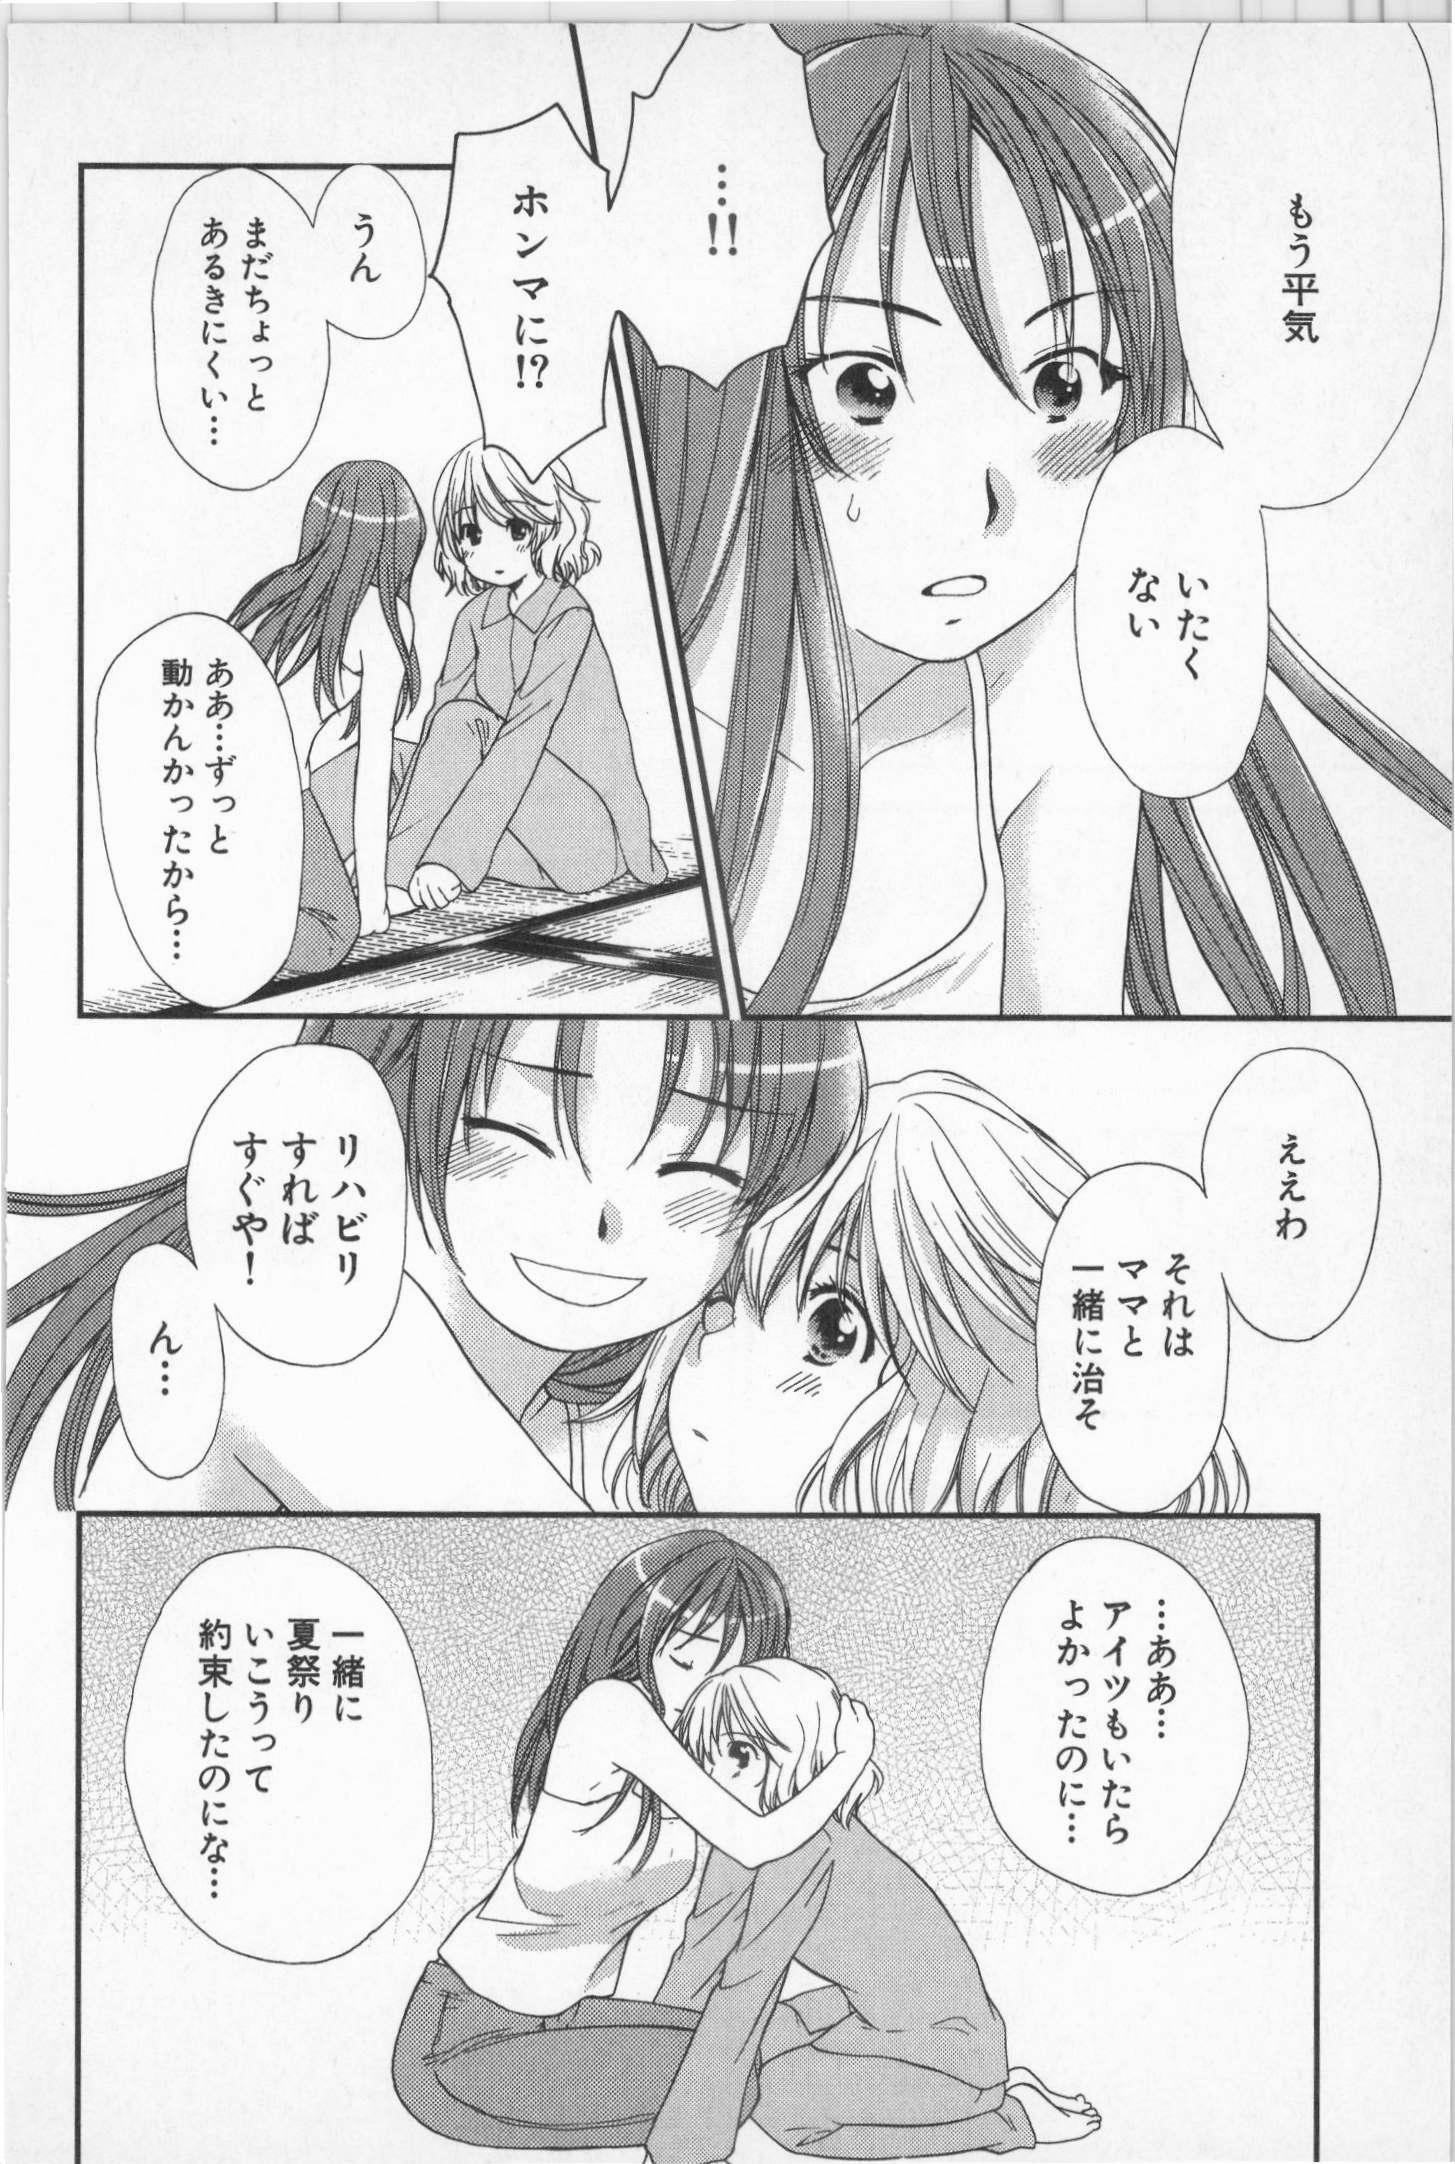 もう平気
いたく
ない
…!!
ホンマに!?
うん
まだちょっと
あるきにくい…
ああ…ずっと
動かんかったから…
ええわ
それは
ママと
一緒に治そ
リハビリ
すれば
すぐや!
ん…
…ああ…
アイツもいたら
よかったのに…
一緒に
夏祭り
いこうって
約束したのにな…